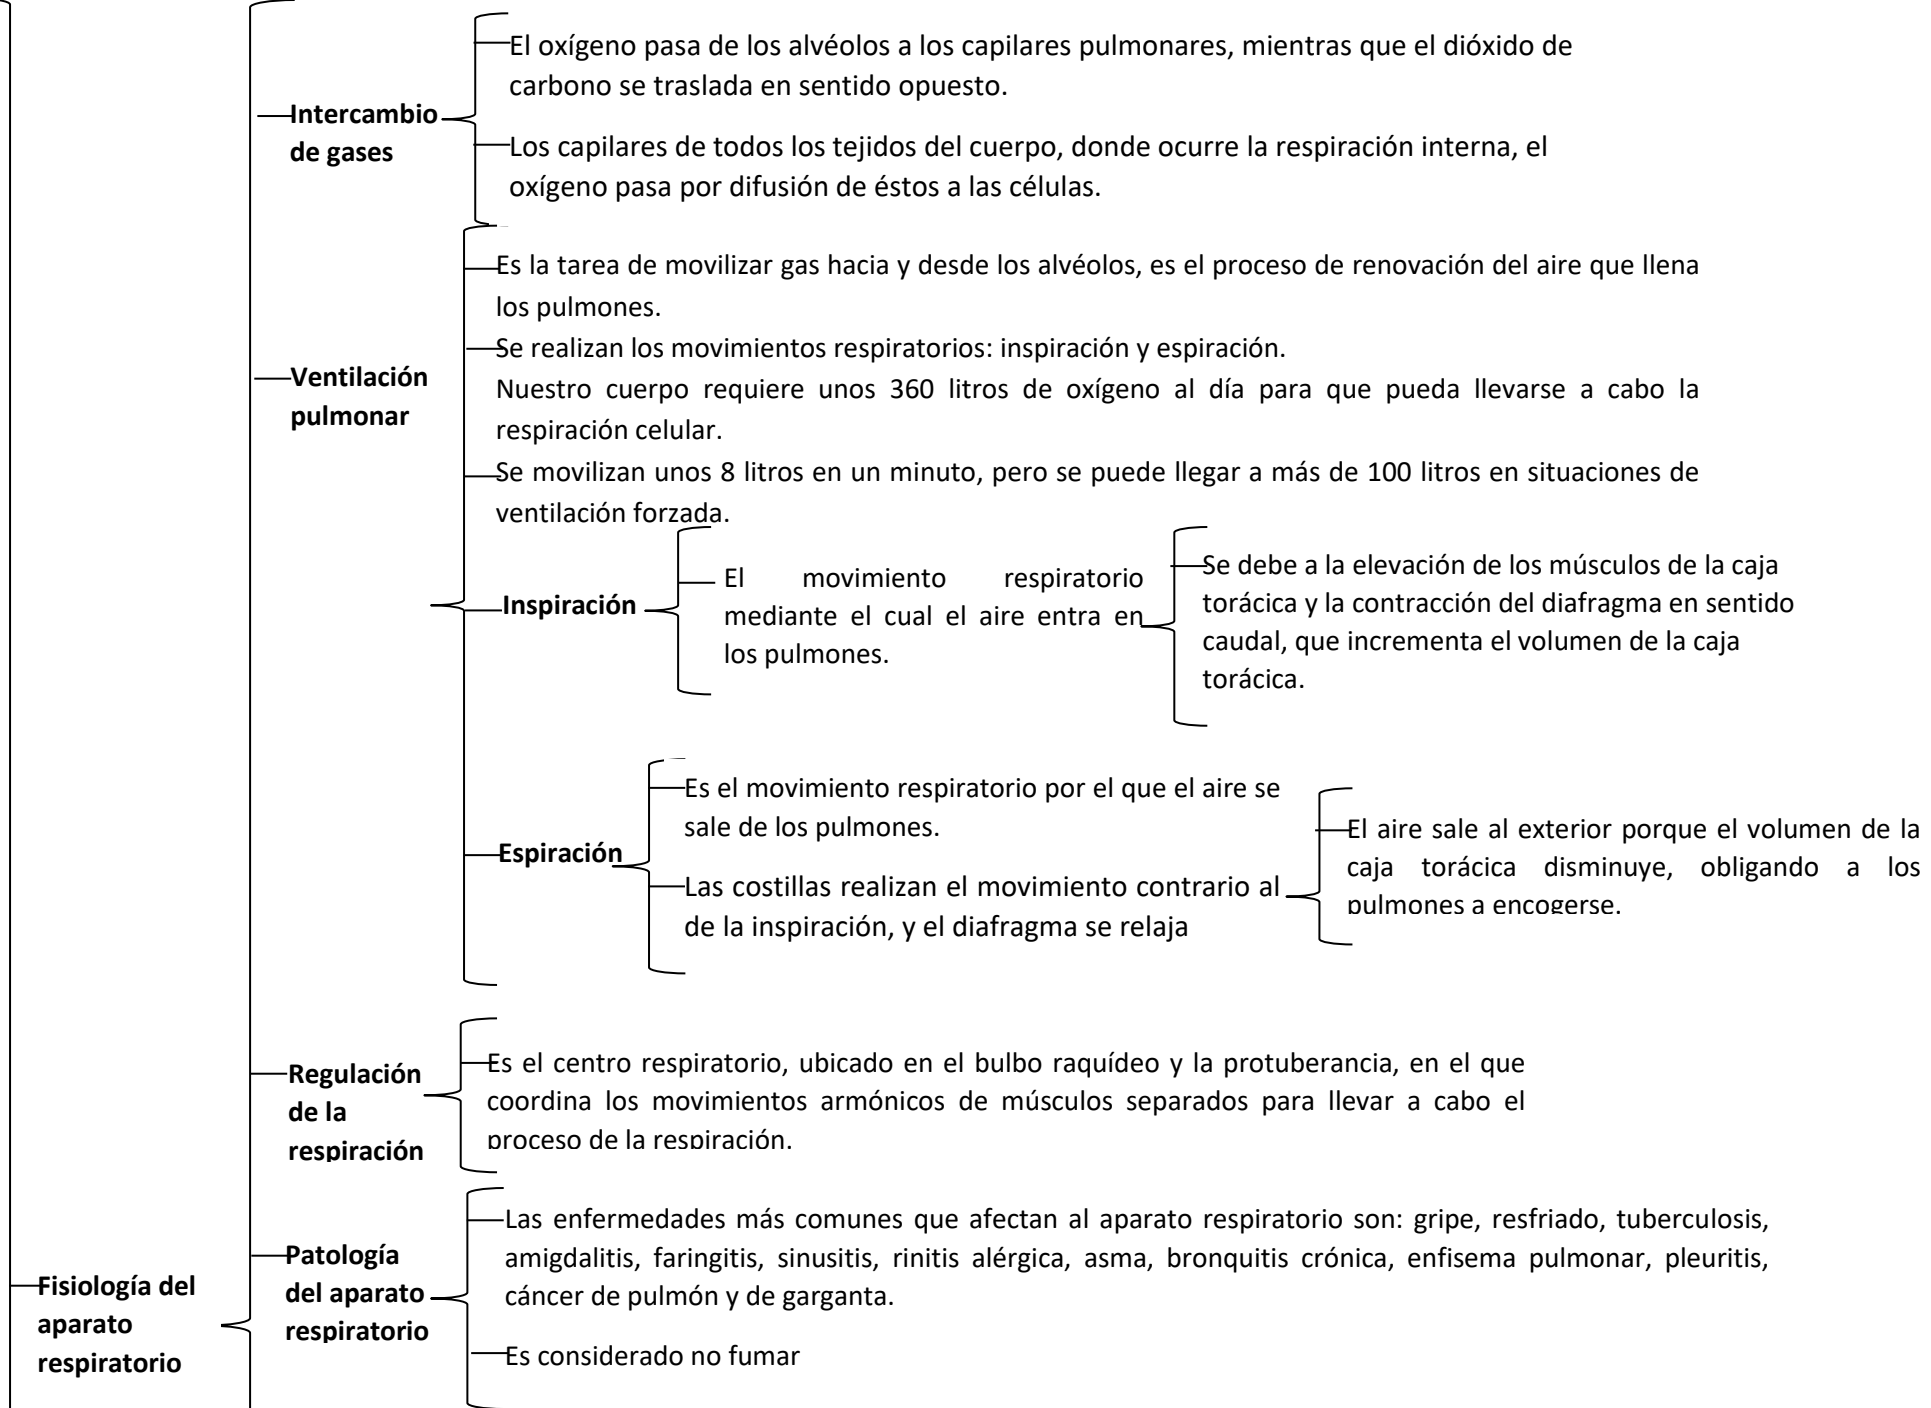 El oxígeno pasa de los alvéolos a los capilares pulmonares, mientras que el dióxido de
carbono se traslada en sentido opuesto.
Intercambio
de gases
Los capilares de todos los tejidos del cuerpo, donde ocurre la respiración interna, el
oxígeno pasa por difusión de éstos a las células.
Es la tarea de movilizar gas hacia y desde los alvéolos, es el proceso de renovación del aire que llena
los pulmones.
Se realizan los movimientos respiratorios: inspiración y espiración.
Ventilación
pulmonar
Nuestro cuerpo requiere unos 360 litros de oxígeno al día para que pueda llevarse a cabo la
respiración celular.
Se movilizan unos 8 litros en un minuto, pero se puede llegar a más de 100 litros en situaciones de
ventilación forzada.
Inspiración
El movimiento respiratorio
mediante el cual el aire entra en
los pulmones.
Se debe a la elevación de los músculos de la caja
torácica y la contracción del diafragma en sentido
caudal, que incrementa el volumen de la caja
torácica.
Espiración
Es el movimiento respiratorio por el que el aire se
sale de los pulmones.
Las costillas realizan el movimiento contrario al
de la inspiración, y el diafragma se relaja
El aire sale al exterior porque el volumen de la
caja torácica disminuye, obligando a los
pulmones a encogerse.
Regulación
de la
respiración
Es el centro respiratorio, ubicado en el bulbo raquídeo y la protuberancia, en el que
coordina los movimientos armónicos de músculos separados para llevar a cabo el
proceso de la respiración.
Patología
del aparato
respiratorio
Las enfermedades más comunes que afectan al aparato respiratorio son: gripe, resfriado, tuberculosis,
amigdalitis, faringitis, sinusitis, rinitis alérgica, asma, bronquitis crónica, enfisema pulmonar, pleuritis,
cáncer de pulmón y de garganta.
Es considerado no fumar
Fisiología del
aparato
respiratorio